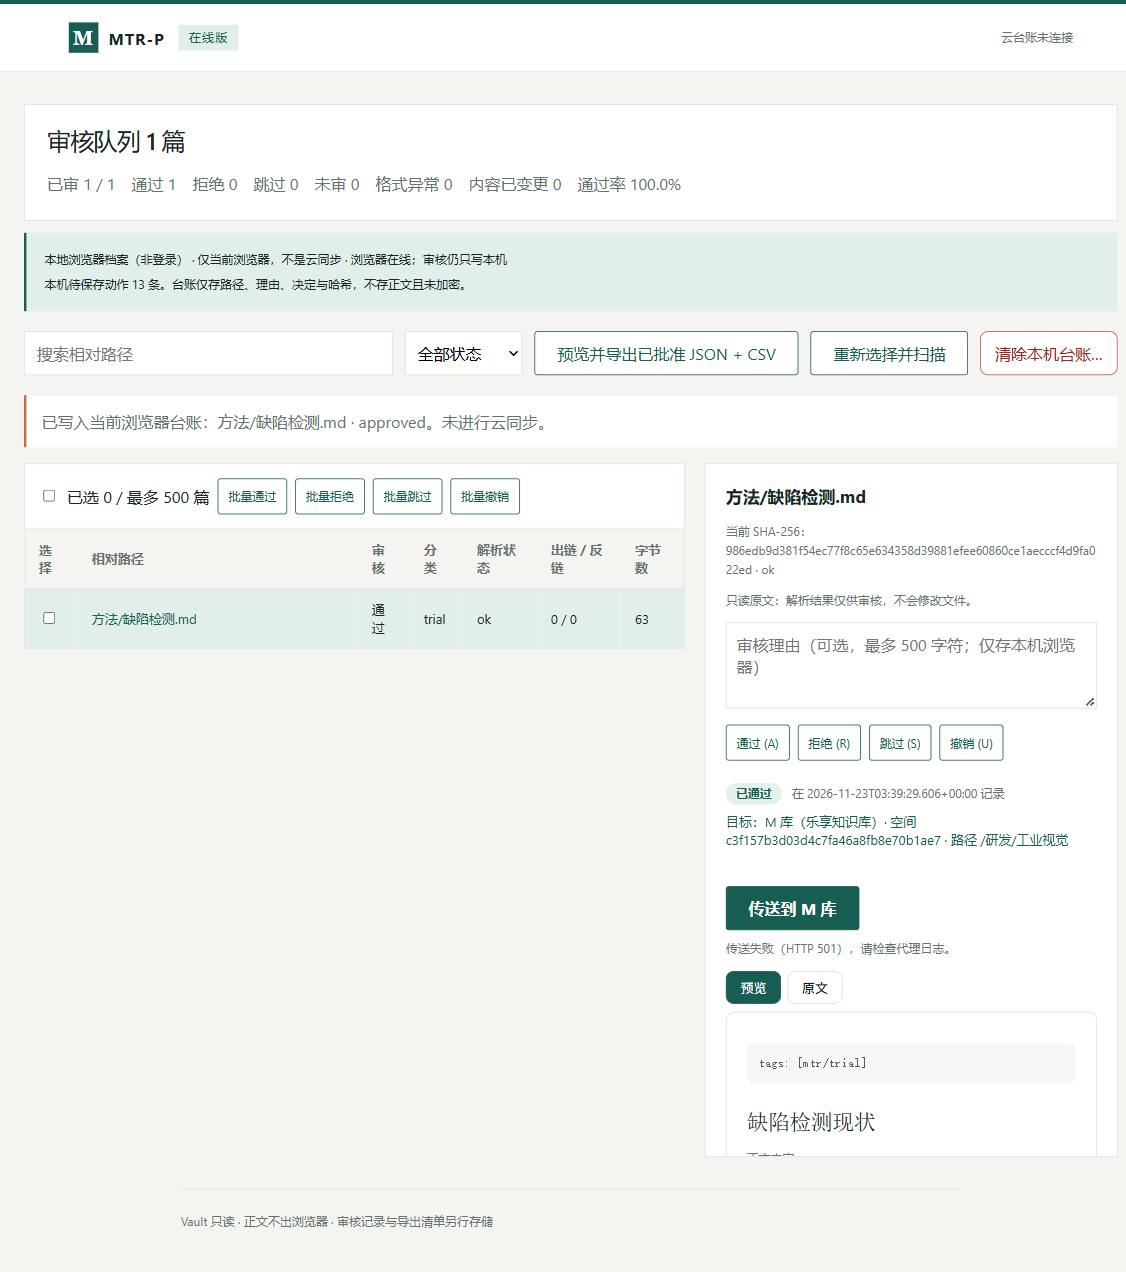 M MTR-P 在线版 云台账未连接
审核队列 1 篇
已审 1 / 1 通过 1 拒绝 0 跳过 0 未审 0 格式异常 0 内容已变更 0 通过率 100.0%
本地浏览器档案（非登录） · 仅当前浏览器，不是云同步 · 浏览器在线；审核仍只写本机
本机待保存动作 13 条。台账仅存路径、理由、决定与哈希，不存正文且未加密。
搜索相对路径 全部状态 预览并导出已批准 JSON + CSV 重新选择并扫描 清除本机台账...
已写入当前浏览器台账：方法/缺陷检测.md · approved。未进行云同步。
已选 0 / 最多 500 篇 批量通过 批量拒绝 批量跳过 批量撤销
选择 相对路径 审核 分类 解析状态 出链 / 反链 字节数
方法/缺陷检测.md 通过 trial ok 0 / 0 63
方法/缺陷检测.md
当前 SHA-256：
986edb9d381f54ec77f8c65e634358d39881efee60860ce1aecccf4d9fa0
22ed · ok
只读原文：解析结果仅供审核，不会修改文件。
审核理由（可选，最多 500 字符；仅存本机浏览
器）
通过 (A) 拒绝 (R) 跳过 (S) 撤销 (U)
已通过 在 2026-11-23T03:39:29.606+00:00 记录
目标：M 库（乐享知识库）· 空间
c3f157b3d03d4c7fa46a8fb8e70b1ae7 · 路径 /研发/工业视觉
传送到 M 库
传送失败（HTTP 501），请检查代理日志。
预览 原文
tags: [mtr/trial]
缺陷检测现状
Vault 只读 · 正文不出浏览器 · 审核记录与导出清单另行存储